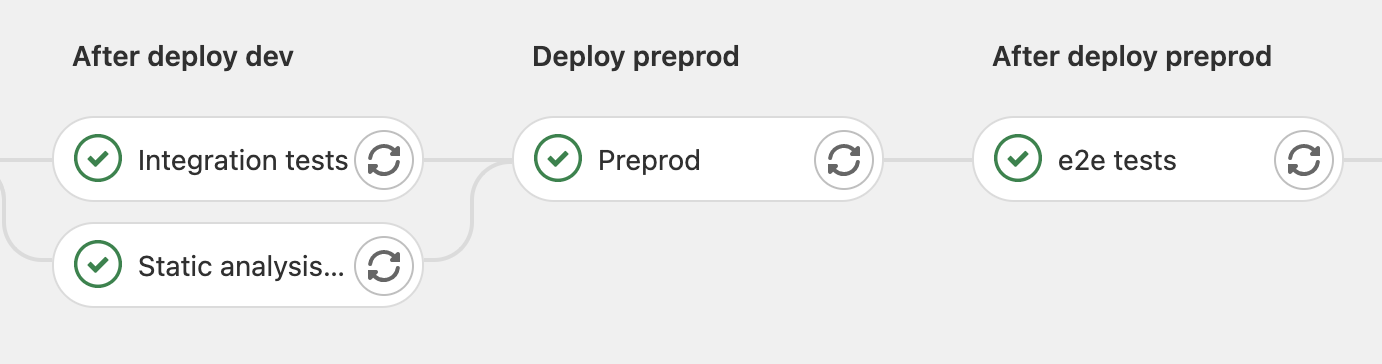 After deploy dev
Deploy preprod
After deploy preprod
Integration tests
Preprod
e2e tests
Static analysis...